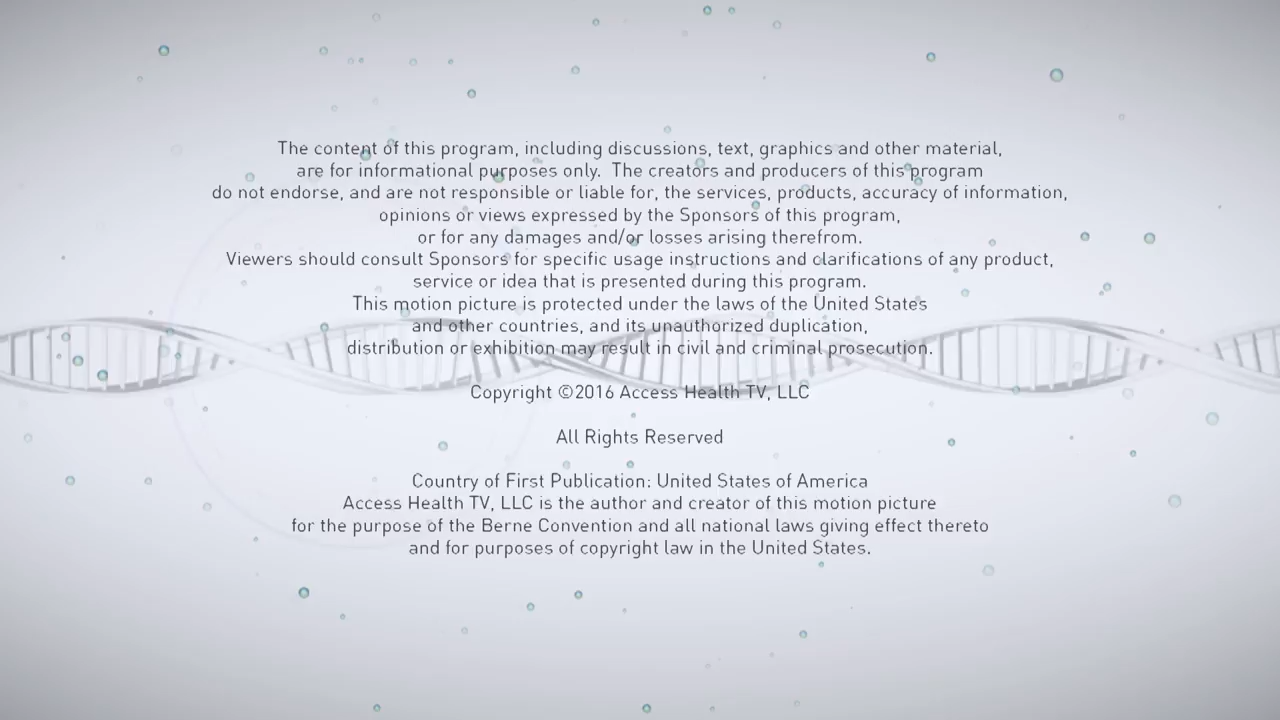 The content of this program, including discussions, text, graphics and other material,
are for informational purposes only.  The creators and producers of this program
do not endorse, and are not responsible or liable for, the services, products, accuracy of information,
opinions or views expressed by the Sponsors of this program,
or for any damages and/or losses arising therefrom.
Viewers should consult Sponsors for specific usage instructions and clarifications of any product,
service or idea that is presented during this program.
This motion picture is protected under the laws of the United States
and other countries, and its unauthorized duplication,
distribution or exhibition may result in civil and criminal prosecution.
Copyright ©2016 Access Health TV, LLC
All Rights Reserved
Country of First Publication: United States of America
Access Health TV, LLC is the author and creator of this motion picture
for the purpose of the Berne Convention and all national laws giving effect thereto
and for purposes of copyright law in the United States.